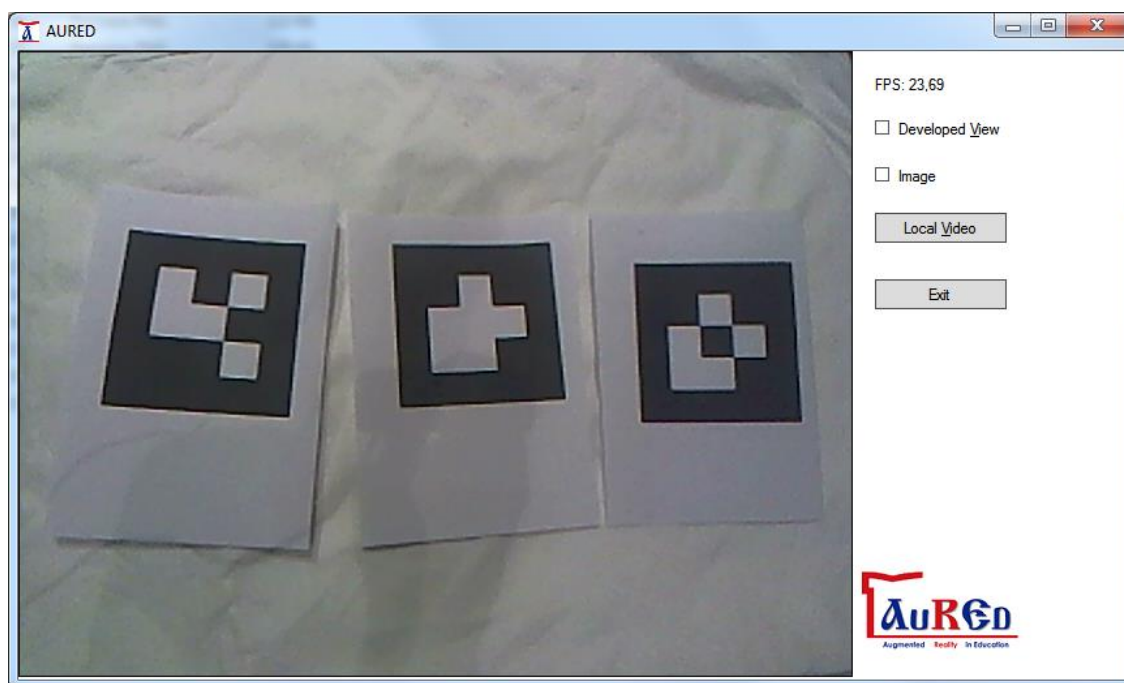 AURED
FPS: 23,69
Developed View
Image
Local Video
Exit
AuREd
Augmented Reality in Education